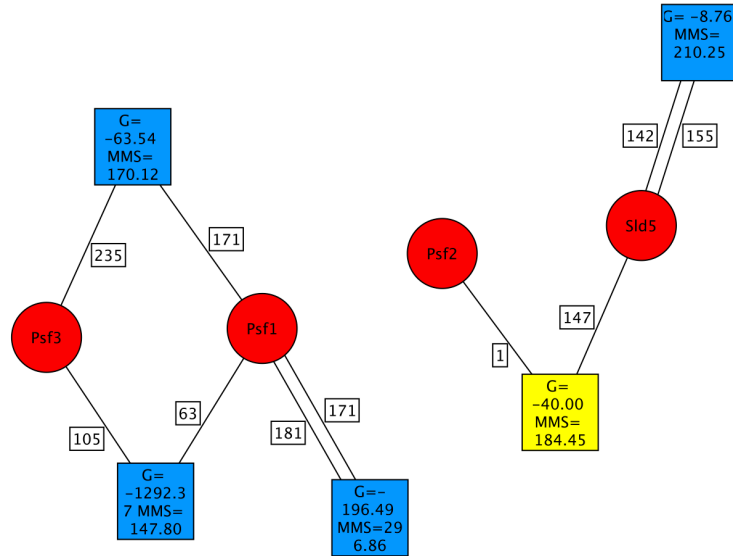 G= -8.76
MMS=
210.25
142
155
G=
-63.54
MMS=
170.12
Sld5
Psf2
235
171
147
Psf3
Psf1
1
G=
-40.00
MMS=
184.45
105
63
181
171
G=
-1292.3
7 MMS=
147.80
G=-
196.49
MMS=29
6.86